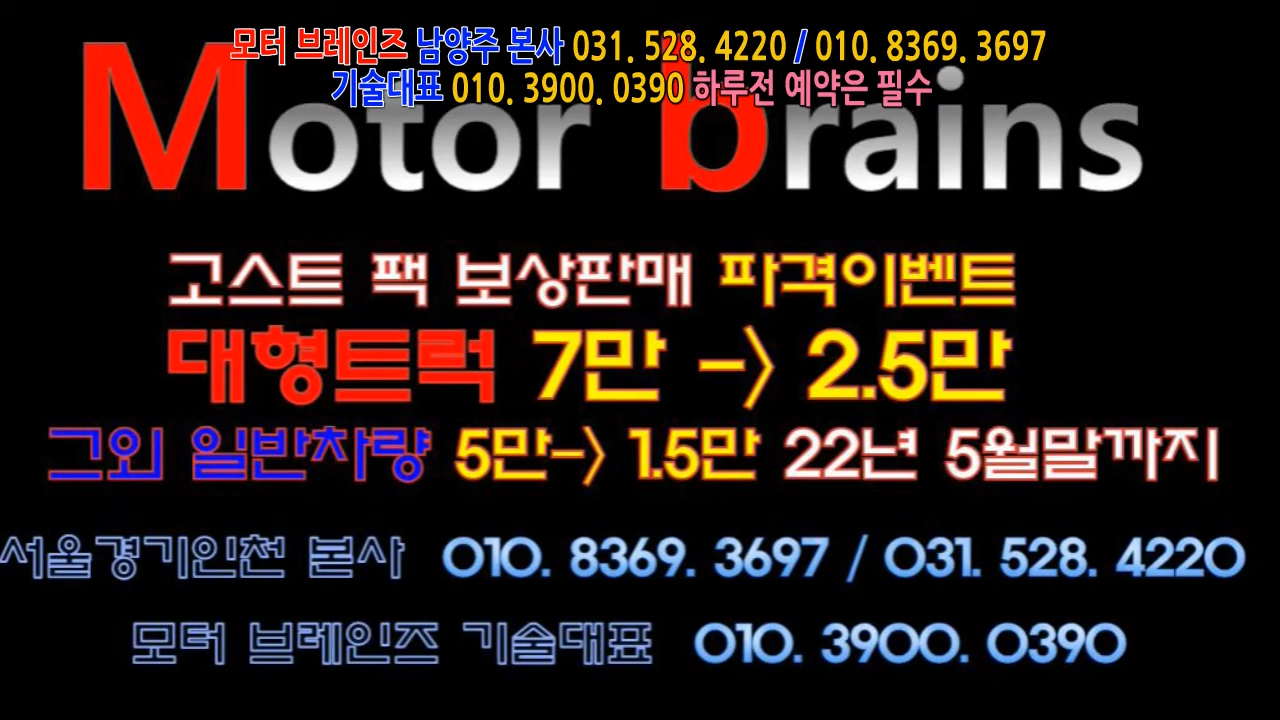 모터 브레인즈 남양주 본사 031. 528. 4220 / 010. 8369. 3697
기술대표 010. 3900. 0390 하루전 예약은 필수
Motor brains
고스트 팩 보상판매 파격이벤트
대형트럭 7만 -> 2.5만
그외 일반차량 5만-> 1.5만 22년 5월말까지
서울경기인천 본사 010. 8369. 3697 / 031. 528. 4220
모터 브레인즈 기술대표 010. 3900. 0390